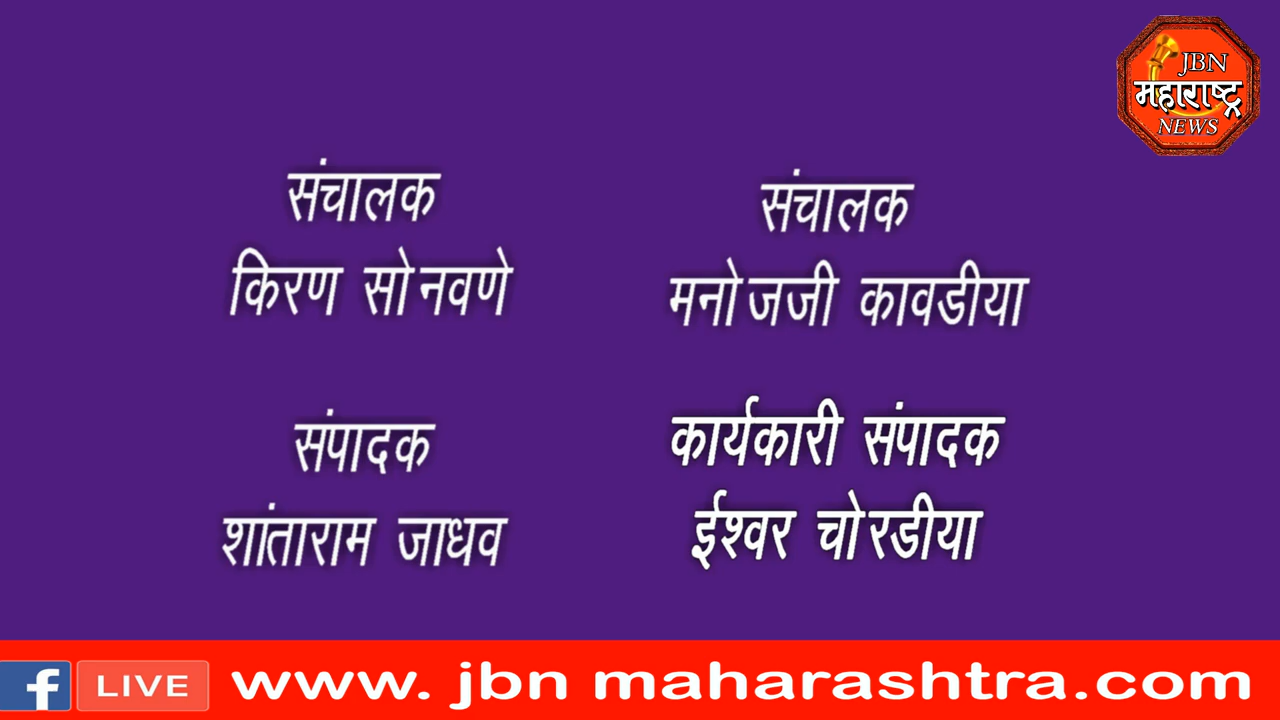 JBN
महाराष्ट्र
NEWS
संचालक
किरण सोनवणे
संचालक
मनोजजी कावडीया
संपादक
शांताराम जाधव
कार्यकारी संपादक
ईश्वर चोरडीया
f LIVE www. jbn maharashtra.com